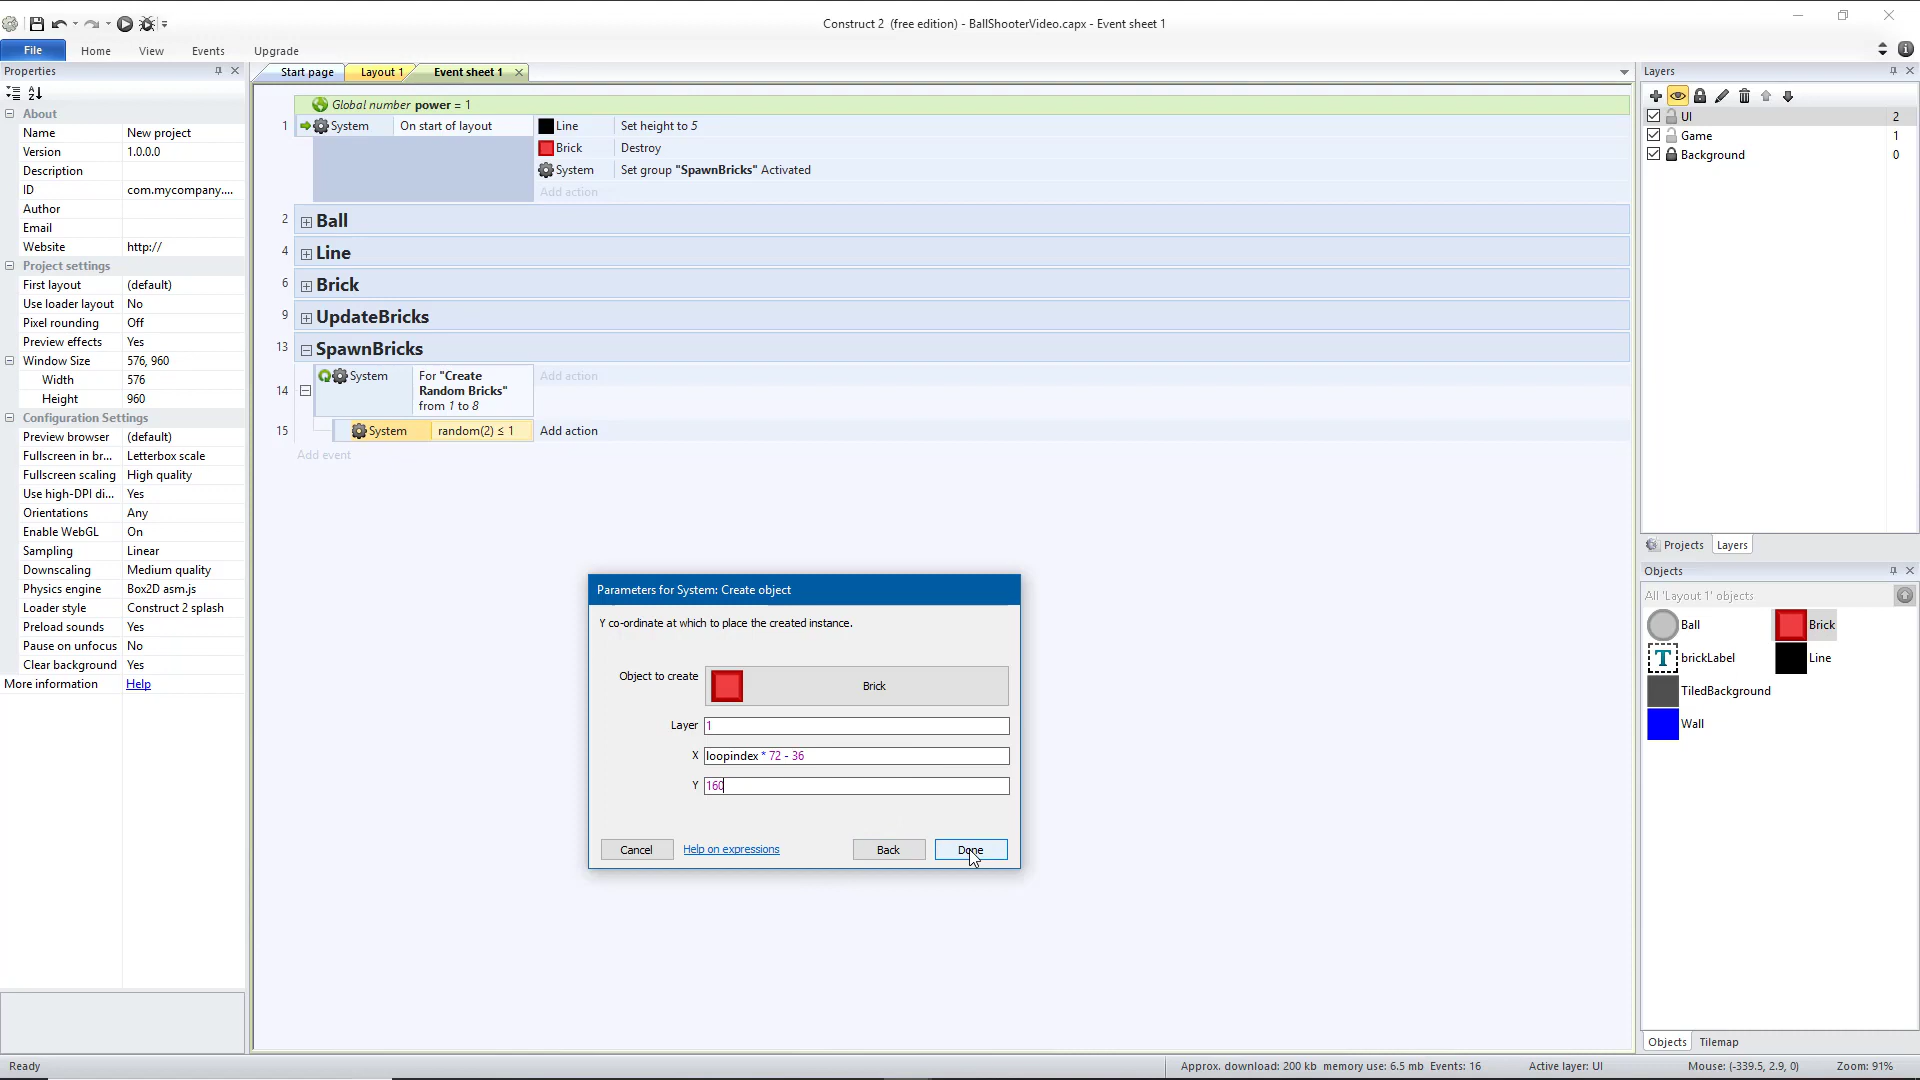 Construct 2 (free edition) - BallShooterVideo.capx - Event sheet 1
File Home View Events Upgrade
Properties
About
Name New project
Version 1.0.0.0
Description
ID com.mycompany....
Author
Email
Website http://
Project settings
First layout (default)
Use loader layout No
Pixel rounding Off
Preview effects Yes
Window Size 576, 960
Width 576
Height 960
Configuration Settings
Preview browser (default)
Fullscreen in br... Letterbox scale
Fullscreen scaling High quality
Use high-DPI di... Yes
Orientations Any
Enable WebGL On
Sampling Linear
Downscaling Medium quality
Physics engine Box2D asm.js
Loader style Construct 2 splash
Preload sounds Yes
Pause on unfocus No
Clear background Yes
More information Help
Start page Layout 1 Event sheet 1
Global number power = 1
1 System On start of layout Line Set height to 5
Brick Destroy
System Set group "SpawnBricks" Activated
Add action
2 Ball
4 Line
6 Brick
9 UpdateBricks
13 SpawnBricks
14 System For "Create Random Bricks" from 1 to 8 Add action
15 System random(2) ≤ 1 Add action
Add event
Parameters for System: Create object
Y co-ordinate at which to place the created instance.
Object to create Brick
Layer 1
X loopindex * 72 - 36
Y 160
Cancel Help on expressions Back Done
Layers
UI 2
Game 1
Background 0
Projects Layers
Objects
All 'Layout 1' objects
Ball Brick
T brickLabel Line
TiledBackground
Wall
Objects Tilemap
Ready Approx. download: 200 kb memory use: 6.5 mb Events: 16 Active layer: UI Mouse: (-339.5, 2.9, 0) Zoom: 91%